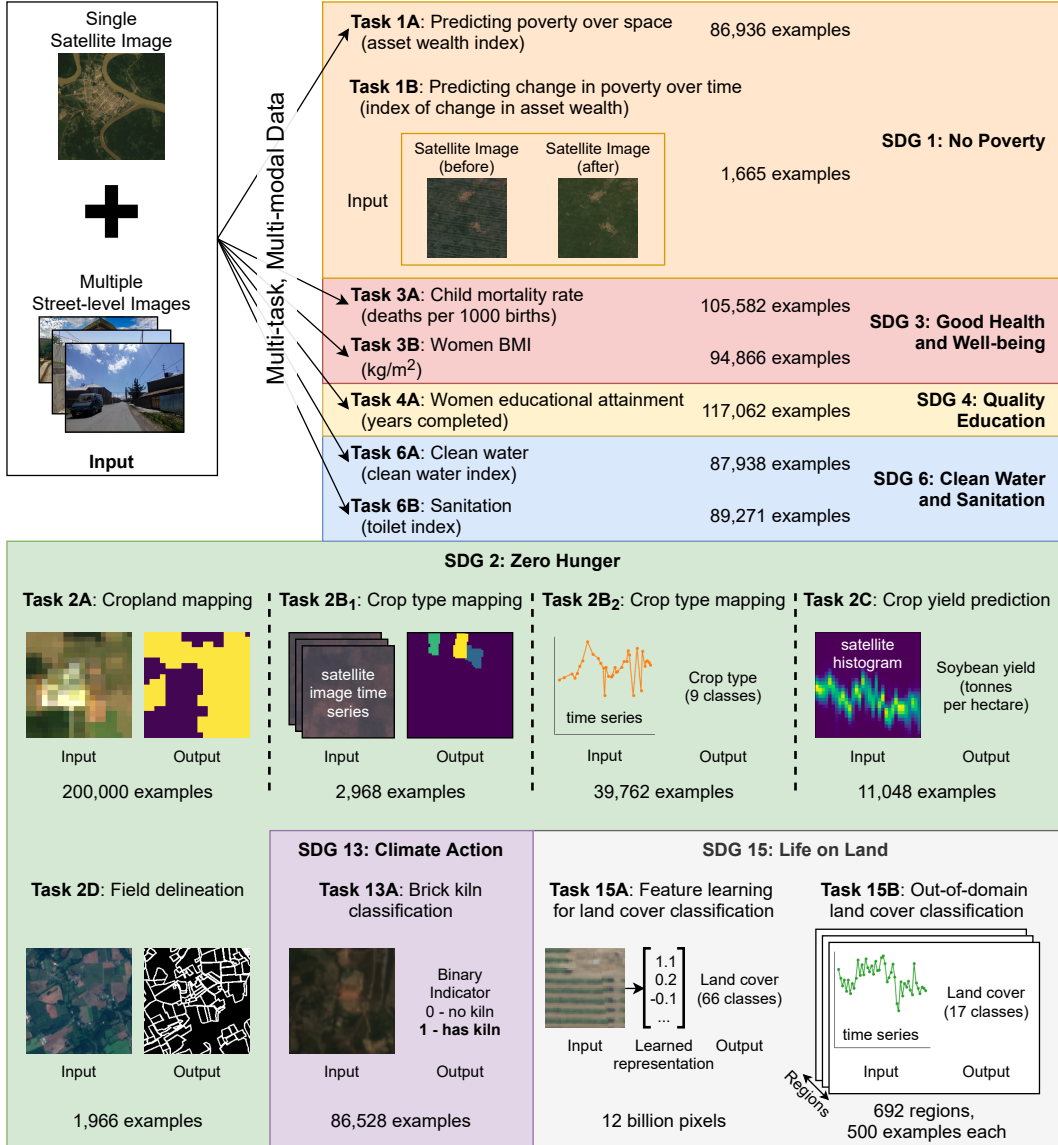 Single
Satellite Image
Multiple
Street-level Images
Input
Multi-task, Multi-modal Data
Task 1A: Predicting poverty over space
(asset wealth index)
86,936 examples
Task 1B: Predicting change in poverty over time
(index of change in asset wealth)
Input
Satellite Image
(before)
Satellite Image
(after)
1,665 examples
SDG 1: No Poverty
Task 3A: Child mortality rate
(deaths per 1000 births)
105,582 examples
Task 3B: Women BMI
(kg/m²)
94,866 examples
SDG 3: Good Health
and Well-being
Task 4A: Women educational attainment
(years completed)
117,062 examples
SDG 4: Quality
Education
Task 6A: Clean water
(clean water index)
87,938 examples
Task 6B: Sanitation
(toilet index)
89,271 examples
SDG 6: Clean Water
and Sanitation
SDG 2: Zero Hunger
Task 2A: Cropland mapping
Input
Output
200,000 examples
Task 2B₁: Crop type mapping
satellite
image time
series
Input
Output
2,968 examples
Task 2B₂: Crop type mapping
time series
Crop type
(9 classes)
Input
Output
39,762 examples
Task 2C: Crop yield prediction
satellite
histogram
Soybean yield
(tonnes
per hectare)
Input
Output
11,048 examples
Task 2D: Field delineation
Input
Output
1,966 examples
SDG 13: Climate Action
Task 13A: Brick kiln
classification
Binary
Indicator
0 - no kiln
1 - has kiln
Input
Output
86,528 examples
SDG 15: Life on Land
Task 15A: Feature learning
for land cover classification
1.1
0.2
-0.1
...
Land cover
(66 classes)
Input
Learned
representation
Output
12 billion pixels
Task 15B: Out-of-domain
land cover classification
time series
Land cover
(17 classes)
Input
Output
Regions
692 regions,
500 examples each